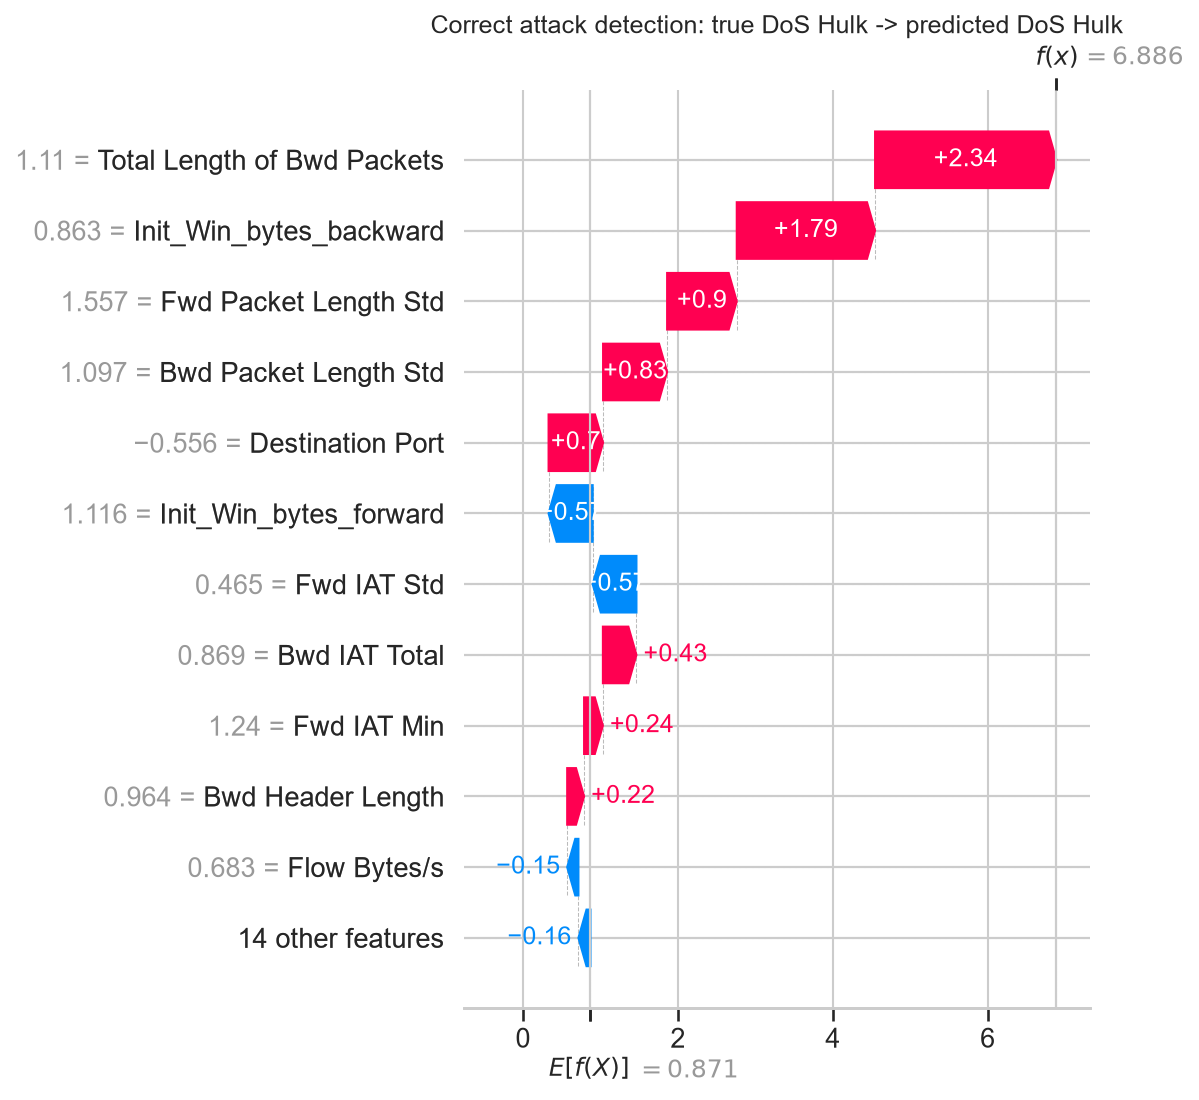 Correct attack detection: true DoS Hulk -> predicted DoS Hulk
f(x) = 6.886
1.11 = Total Length of Bwd Packets
+2.34
0.863 = Init_Win_bytes_backward
+1.79
1.557 = Fwd Packet Length Std
+0.9
1.097 = Bwd Packet Length Std
+0.83
−0.556 = Destination Port
+0.7
1.116 = Init_Win_bytes_forward
−0.57
0.465 = Fwd IAT Std
−0.57
0.869 = Bwd IAT Total
+0.43
1.24 = Fwd IAT Min
+0.24
0.964 = Bwd Header Length
+0.22
0.683 = Flow Bytes/s
−0.15
14 other features
−0.16
0 2 4 6
E[f(X)] = 0.871